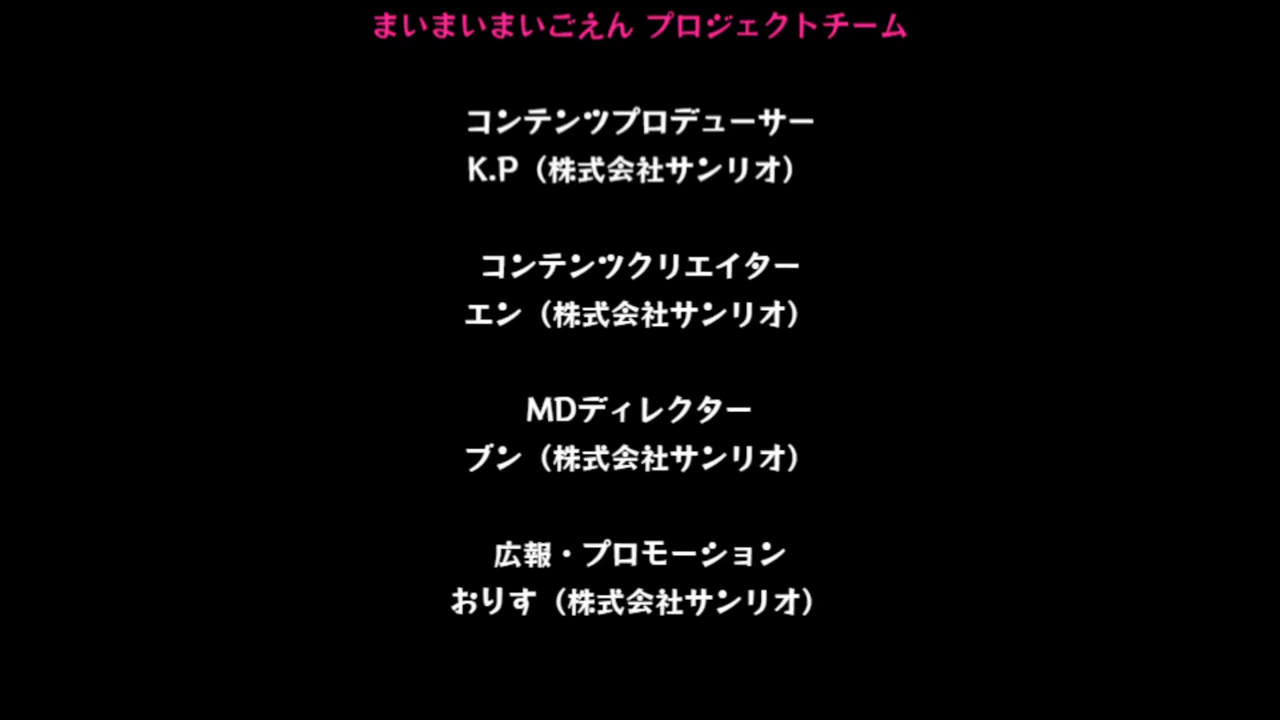 まいまいまいごえん プロジェクトチーム
コンテンツプロデューサー
K.P（株式会社サンリオ）
コンテンツクリエイター
エン（株式会社サンリオ）
MDディレクター
ブン（株式会社サンリオ）
広報・プロモーション
おりす（株式会社サンリオ）